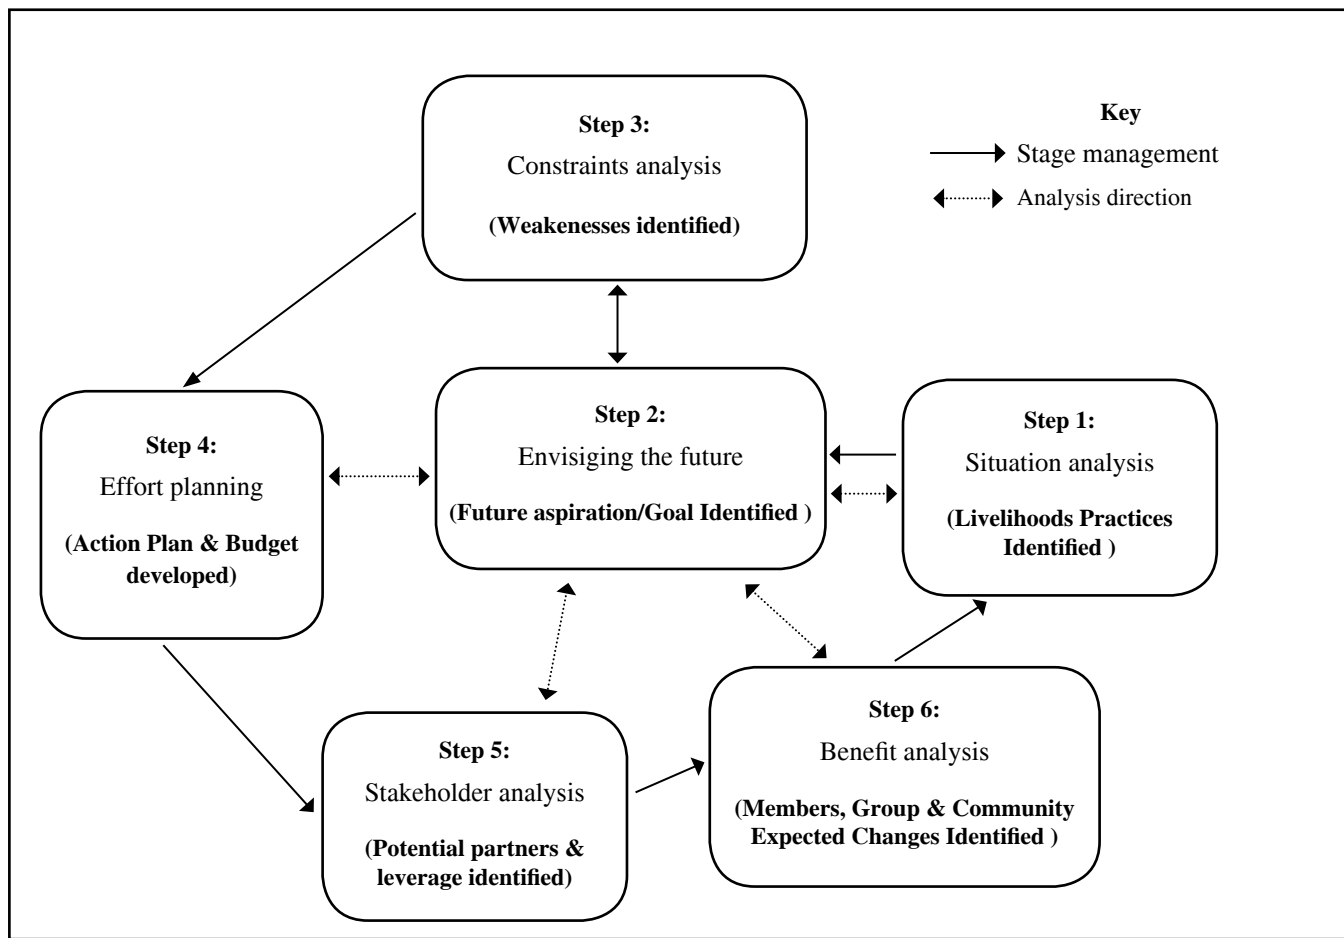 Step 3:
Constraints analysis
(Weakenesses identified)
Key
Stage management
Analysis direction
Step 2:
Envisiging the future
(Future aspiration/Goal Identified )
Step 1:
Situation analysis
(Livelihoods Practices
Identified )
Step 4:
Effort planning
(Action Plan & Budget
developed)
Step 5:
Stakeholder analysis
(Potential partners &
leverage identified)
Step 6:
Benefit analysis
(Members, Group & Community
Expected Changes Identified )